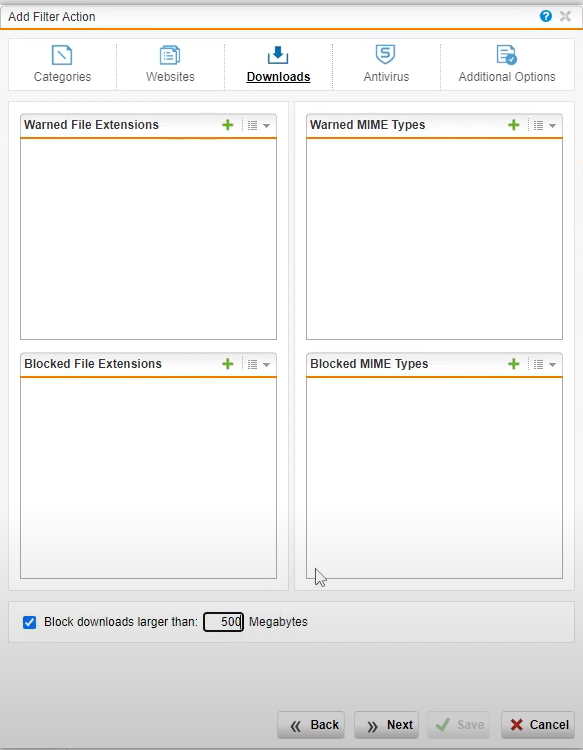 Add Filter Action
Categories Websites Downloads Antivirus Additional Options
Warned File Extensions
Warned MIME Types
Blocked File Extensions
Blocked MIME Types
Block downloads larger than: 500 Megabytes
Back Next Save Cancel